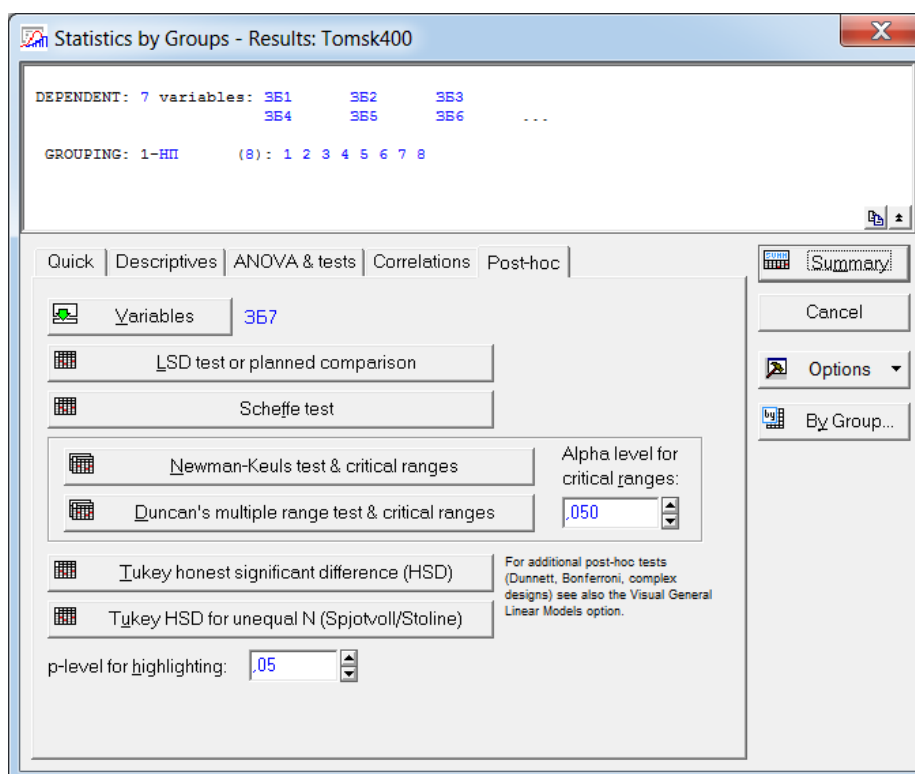 Statistics by Groups - Results: Tomsk400
DEPENDENT: 7 variables: ЗБ1 ЗБ2 ЗБ3
ЗБ4 ЗБ5 ЗБ6 ...
GROUPING: 1-НП (8): 1 2 3 4 5 6 7 8
Quick Descriptives ANOVA & tests Correlations Post-hoc
Variables ЗБ7
LSD test or planned comparison
Scheffe test
Newman-Keuls test & critical ranges
Duncan's multiple range test & critical ranges
Alpha level for
critical ranges:
,050
Tukey honest significant difference (HSD)
Tukey HSD for unequal N (Spjotvoll/Stoline)
For additional post-hoc tests
(Dunnett, Bonferroni, complex
designs) see also the Visual General
Linear Models option.
p-level for highlighting: ,05
Summary
Cancel
Options
By Group...